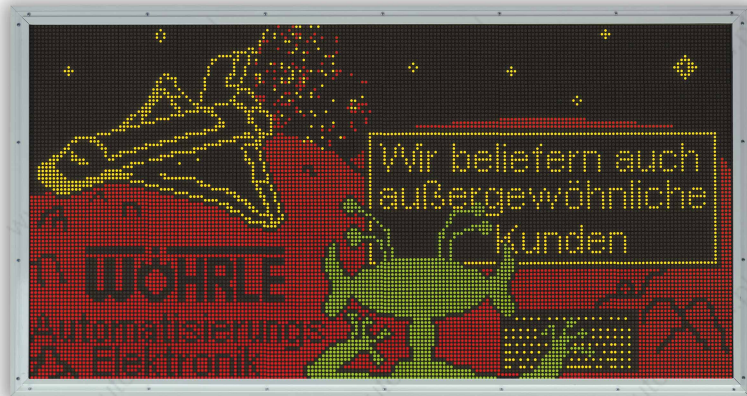 Wir beliefern auch
außergewöhnliche
Kunden
WÖHRLE
Automatisierungs
Elektronik